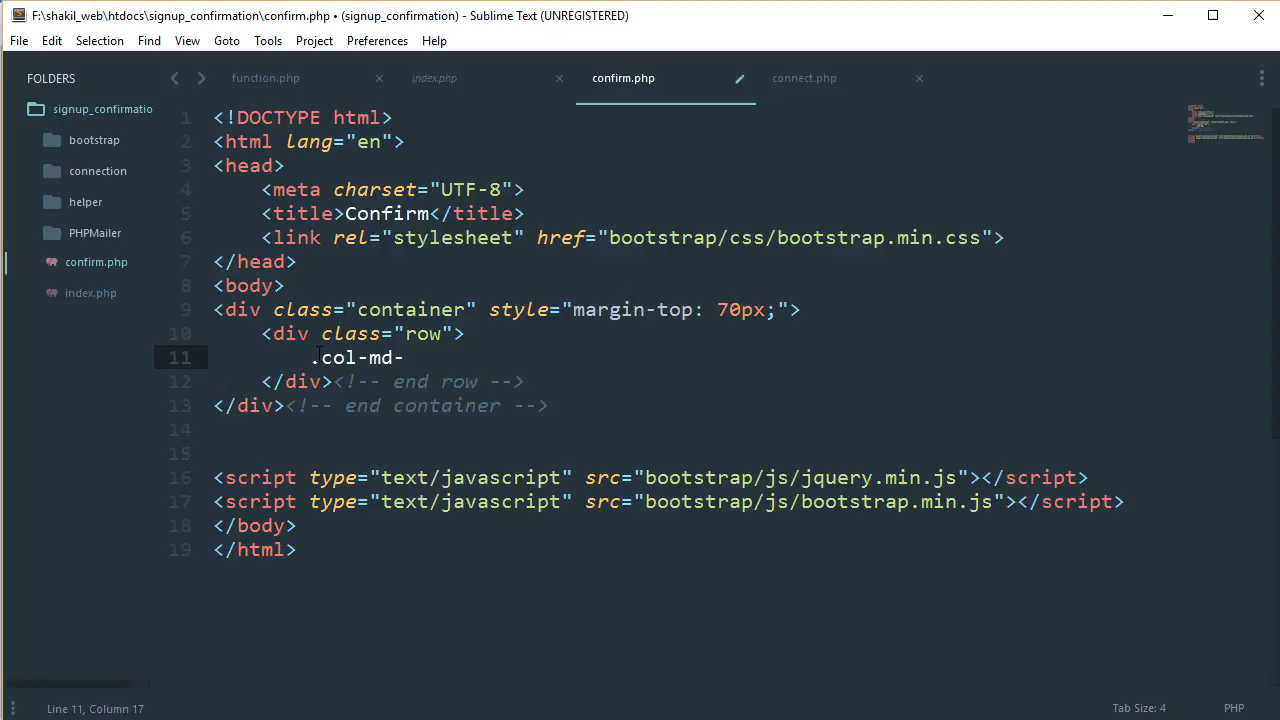 F:\shakil_web\htdocs\signup_confirmation\confirm.php • (signup_confirmation) - Sublime Text (UNREGISTERED)
File Edit Selection Find View Goto Tools Project Preferences Help
FOLDERS
signup_confirmatio
bootstrap
connection
helper
PHPMailer
confirm.php
index.php
function.php index.php confirm.php connect.php
1 <!DOCTYPE html>
2 <html lang="en">
3 <head>
4 <meta charset="UTF-8">
5 <title>Confirm</title>
6 <link rel="stylesheet" href="bootstrap/css/bootstrap.min.css">
7 </head>
8 <body>
9 <div class="container" style="margin-top: 70px;">
10 <div class="row">
11 .col-md-
12 </div><!-- end row -->
13 </div><!-- end container -->
14
15
16 <script type="text/javascript" src="bootstrap/js/jquery.min.js"></script>
17 <script type="text/javascript" src="bootstrap/js/bootstrap.min.js"></script>
18 </body>
19 </html>
Line 11, Column 17 Tab Size: 4 PHP